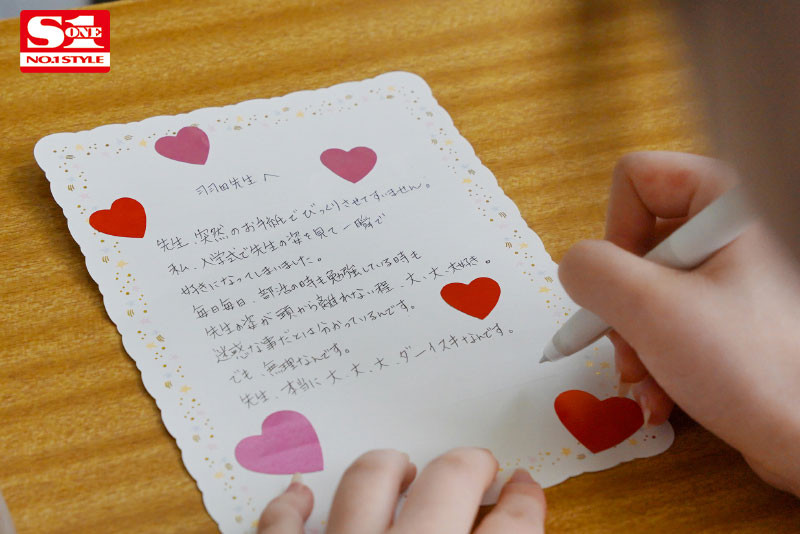 S1 ONE
NO.1 STYLE
羽田先生へ
先生、突然のお手紙でびっくりさせてすいません。
私、入学式で先生の姿を見て一瞬で
好きになってしまいました。
毎日毎日、部活の時も勉強している時も
先生の姿が頭から離れない程、大、大、大好き。
迷惑な事だとは分かっているんです。
でも、無理なんです。
先生、本当に大、大、大、ダーイスキなんです。